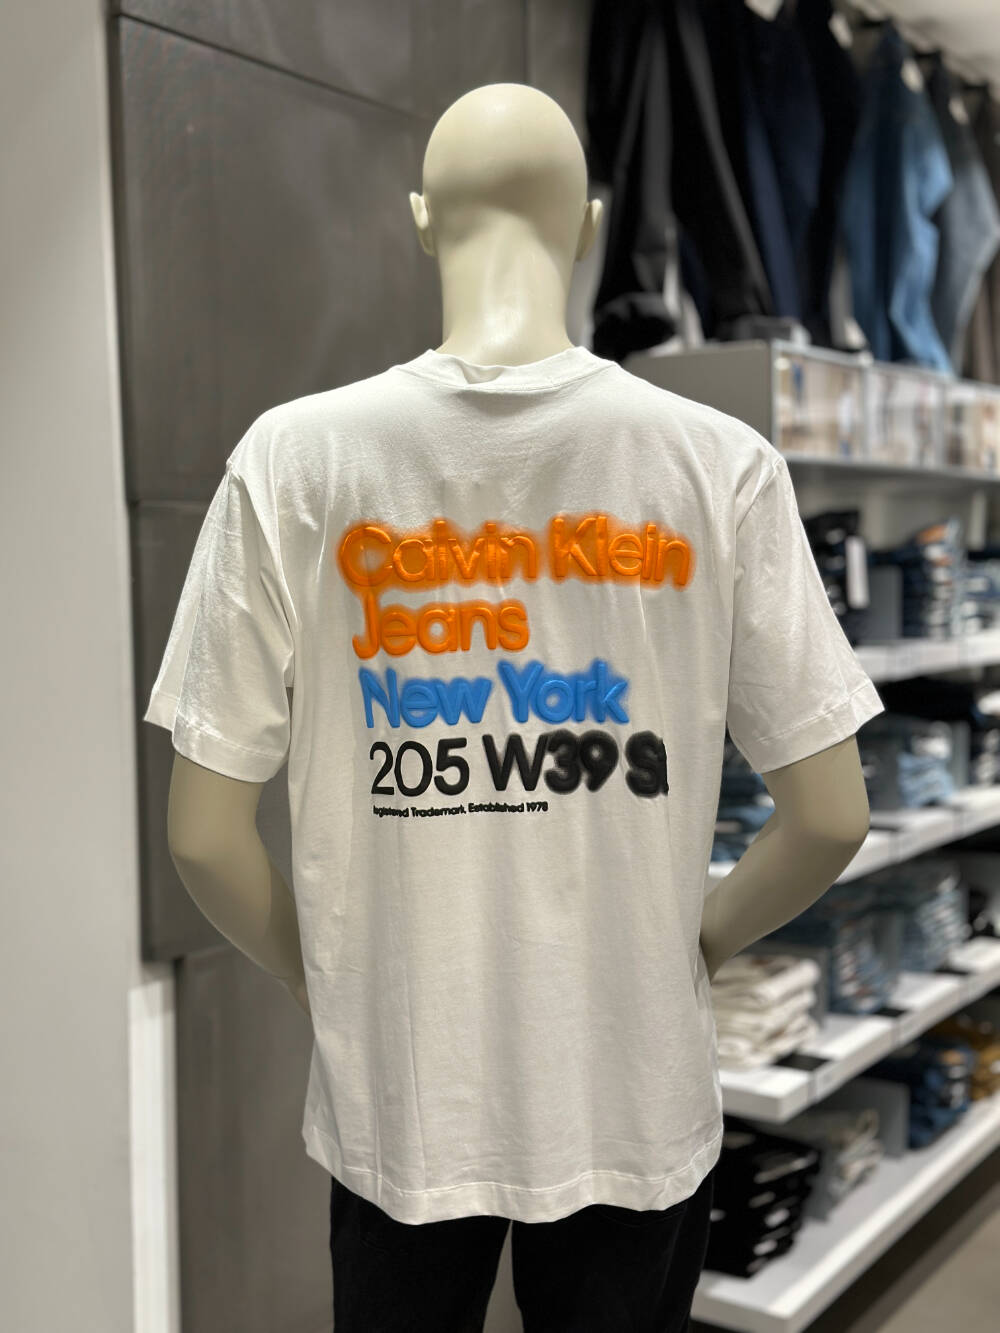 Calvin Klein
Jeans
New York
205 W39 St
Registered Trademark. Established 1978